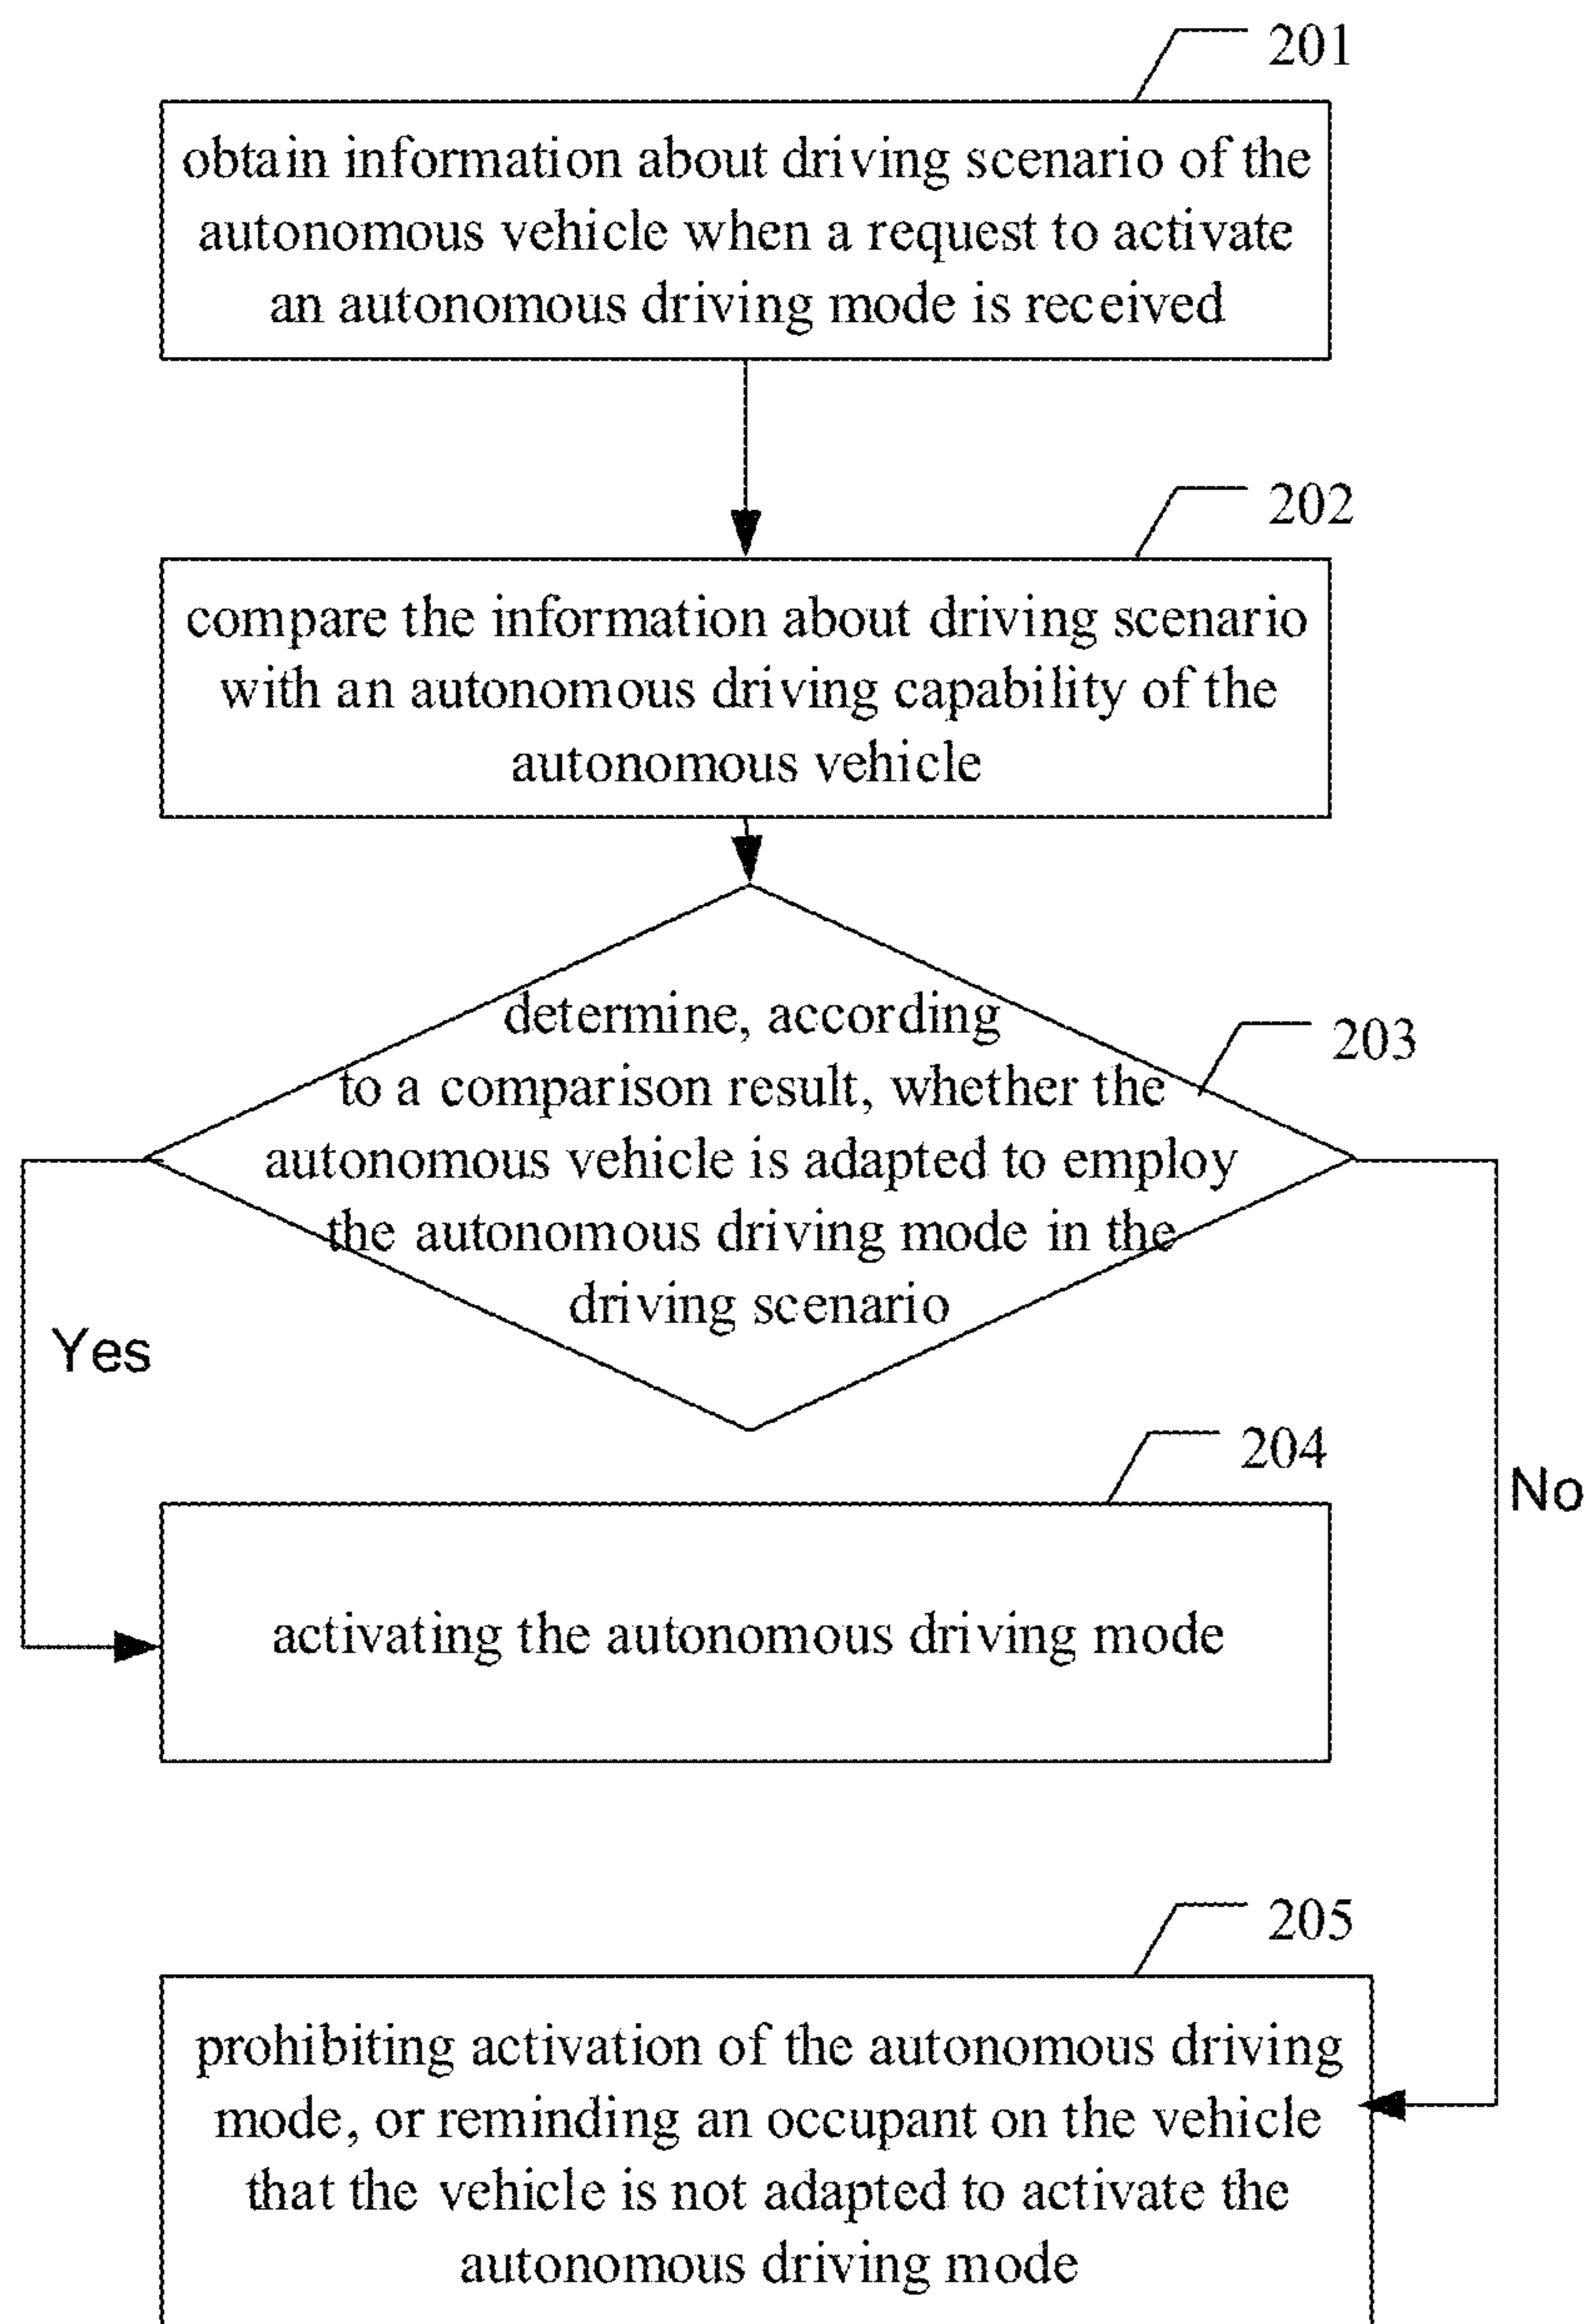 201
obtain information about driving scenario of the
autonomous vehicle when a request to activate
an autonomous driving mode is received
202
compare the information about driving scenario
with an autonomous driving capability of the
autonomous vehicle
determine, according
203
to a comparison result, whether the
autonomous vehicle is adapted to employ
the autonomous driving mode in the
driving scenario
Yes
204
No
activating the autonomous driving mode
205
prohibiting activation of the autonomous driving
mode, or reminding an occupant on the vehicle
that the vehicle is not adapted to activate the
autonomous driving mode